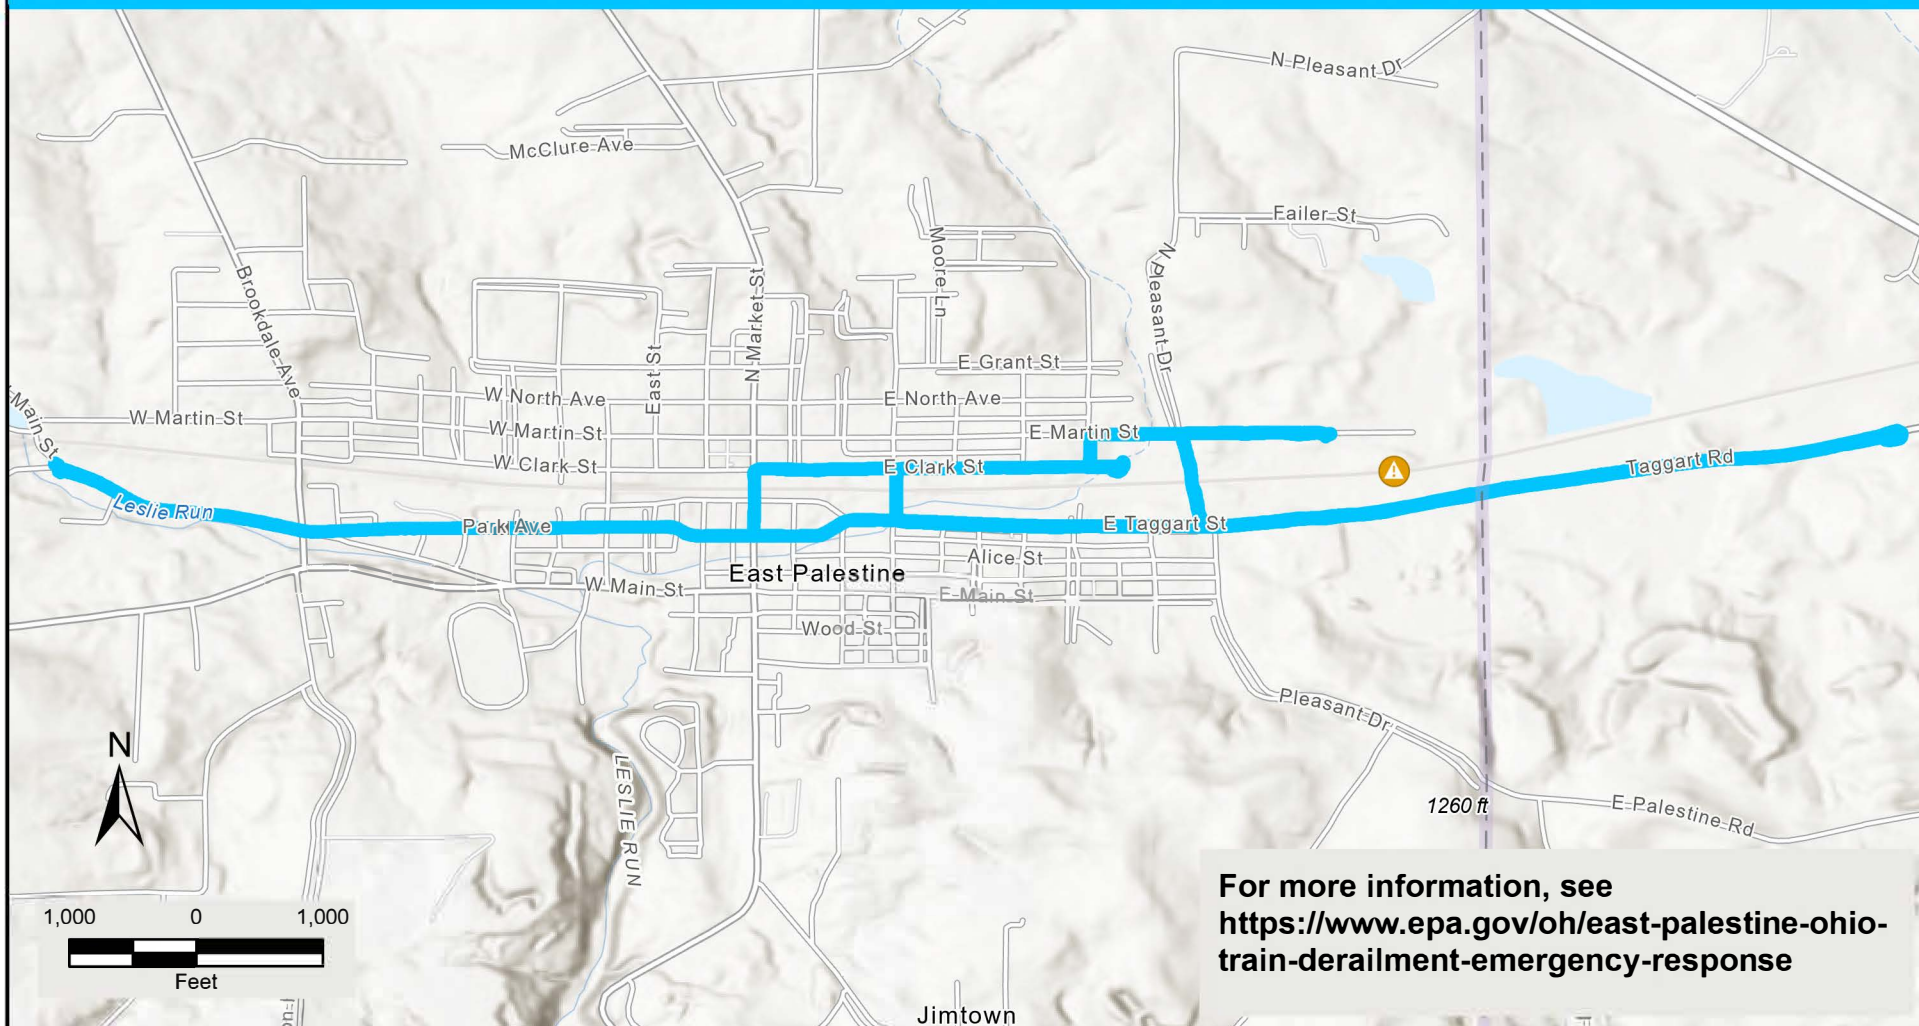 N Pleasant Dr
McClure Ave
Failer St
Moore Ln
N Pleasant Dr
Brookdale Ave
N Market St
East St
E Grant St
Main St
W North Ave
E North Ave
W Martin St
W Martin St
E Martin St
W Clark St
E Clark St
Taggart Rd
Leslie Run
Park Ave
E Taggart St
Alice St
East Palestine
W Main St
E Main St
Wood St
Pleasant Dr
N
LESLIE RUN
1260 ft
E Palestine Rd
1,000 0 1,000
Feet
For more information, see
https://www.epa.gov/oh/east-palestine-ohio-
train-derailment-emergency-response
Jimtown